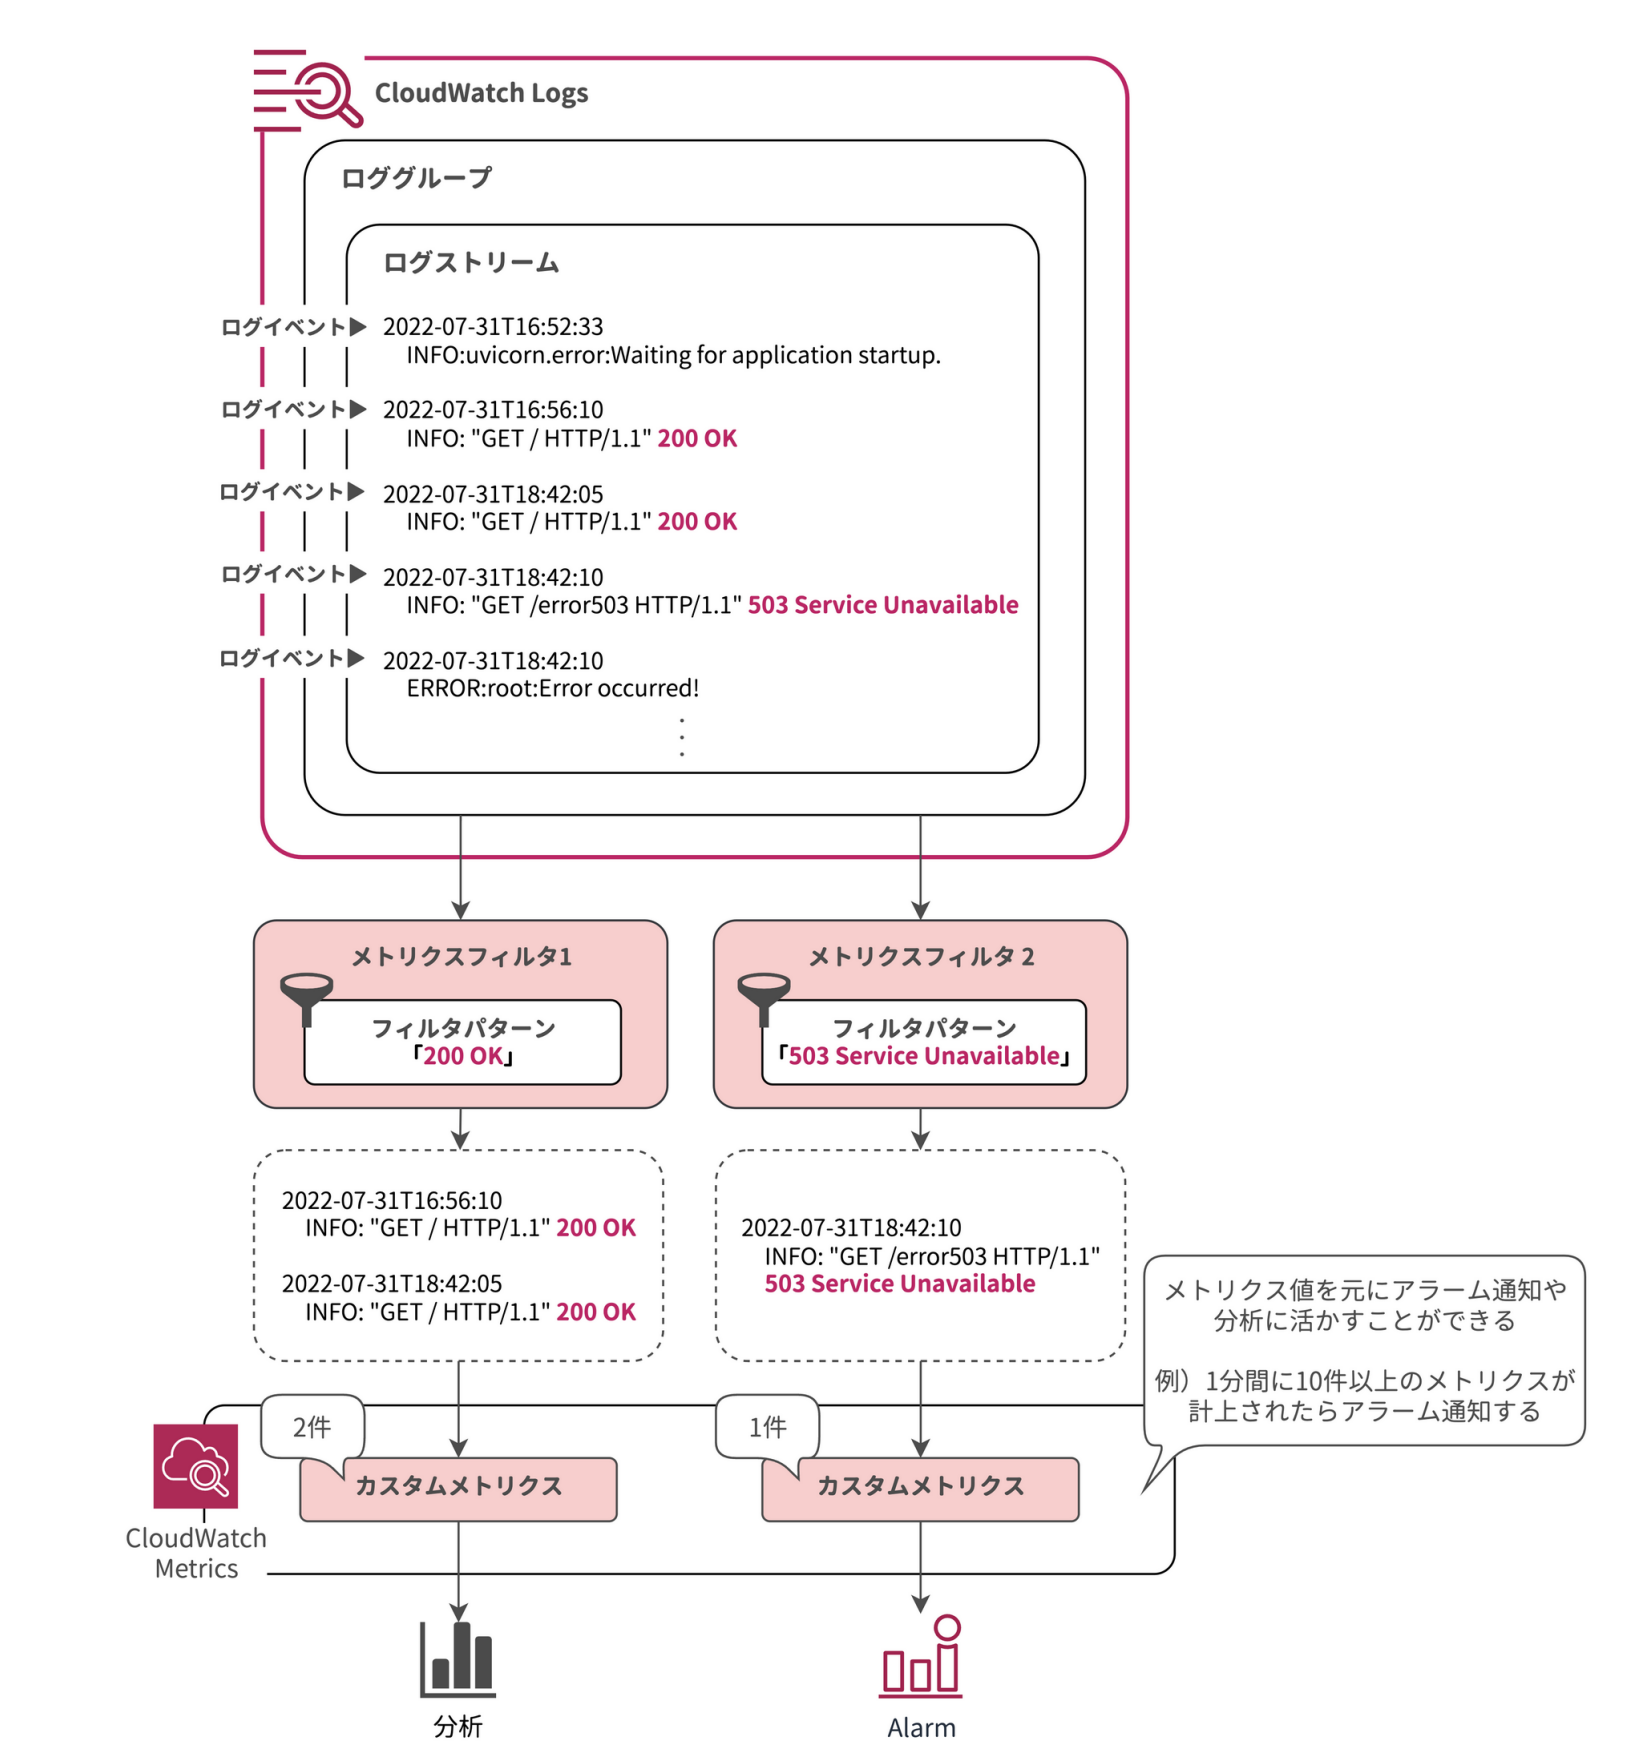 CloudWatch Logs
ロググループ
ログストリーム
ログイベント▶ 2022-07-31T16:52:33
INFO:uvicorn.error:Waiting for application startup.
ログイベント▶ 2022-07-31T16:56:10
INFO: "GET / HTTP/1.1" 200 OK
ログイベント▶ 2022-07-31T18:42:05
INFO: "GET / HTTP/1.1" 200 OK
ログイベント▶ 2022-07-31T18:42:10
INFO: "GET /error503 HTTP/1.1" 503 Service Unavailable
ログイベント▶ 2022-07-31T18:42:10
ERROR:root:Error occurred!
メトリクスフィルタ1
フィルタパターン
「200 OK」
メトリクスフィルタ 2
フィルタパターン
「503 Service Unavailable」
2022-07-31T16:56:10
INFO: "GET / HTTP/1.1" 200 OK
2022-07-31T18:42:05
INFO: "GET / HTTP/1.1" 200 OK
2022-07-31T18:42:10
INFO: "GET /error503 HTTP/1.1"
503 Service Unavailable
メトリクス値を元にアラーム通知や
分析に活かすことができる
例）1分間に10件以上のメトリクスが
計上されたらアラーム通知する
2件
カスタムメトリクス
1件
カスタムメトリクス
CloudWatch
Metrics
分析
Alarm